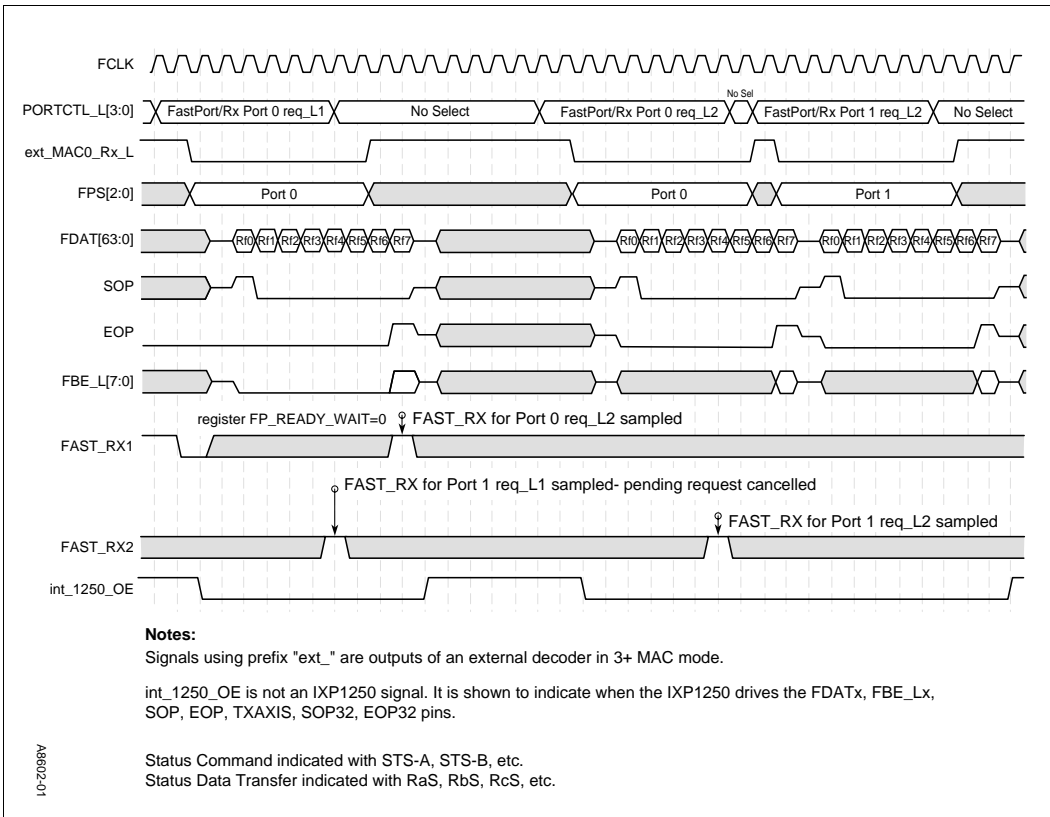 FCLK
No Sel
PORTCTL_L[3:0] FastPort/Rx Port 0 req_L1 No Select FastPort/Rx Port 0 req_L2 FastPort/Rx Port 1 req_L2 No Select
ext_MAC0_Rx_L
FPS[2:0] Port 0 Port 0 Port 1
FDAT[63:0] Rf0 Rf1 Rf2 Rf3 Rf4 Rf5 Rf6 Rf7 Rf0 Rf1 Rf2 Rf3 Rf4 Rf5 Rf6 Rf7 Rf0 Rf1 Rf2 Rf3 Rf4 Rf5 Rf6 Rf7
SOP
EOP
FBE_L[7:0]
register FP_READY_WAIT=0 FAST_RX for Port 0 req_L2 sampled
FAST_RX1
FAST_RX for Port 1 req_L1 sampled- pending request cancelled
FAST_RX for Port 1 req_L2 sampled
FAST_RX2
int_1250_OE
Notes:
Signals using prefix "ext_" are outputs of an external decoder in 3+ MAC mode.
int_1250_OE is not an IXP1250 signal. It is shown to indicate when the IXP1250 drives the FDATx, FBE_Lx,
SOP, EOP, TXAXIS, SOP32, EOP32 pins.
Status Command indicated with STS-A, STS-B, etc.
Status Data Transfer indicated with RaS, RbS, RcS, etc.
A8602-01